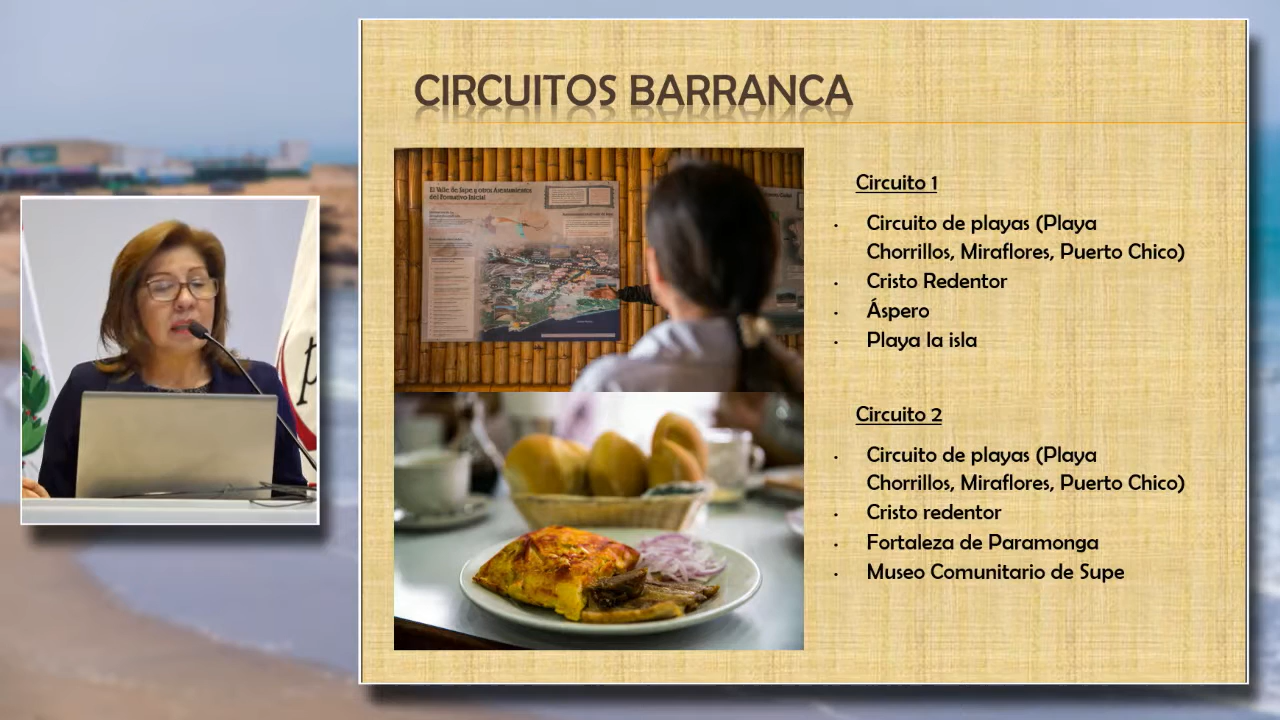 CIRCUITOS BARRANCA
El Valle de Supe y otros Asentamientos
del Formativo Inicial
Circuito 1
• Circuito de playas (Playa
Chorrillos, Miraflores, Puerto Chico)
• Cristo Redentor
• Áspero
• Playa la isla
Circuito 2
• Circuito de playas (Playa
Chorrillos, Miraflores, Puerto Chico)
• Cristo redentor
• Fortaleza de Paramonga
• Museo Comunitario de Supe